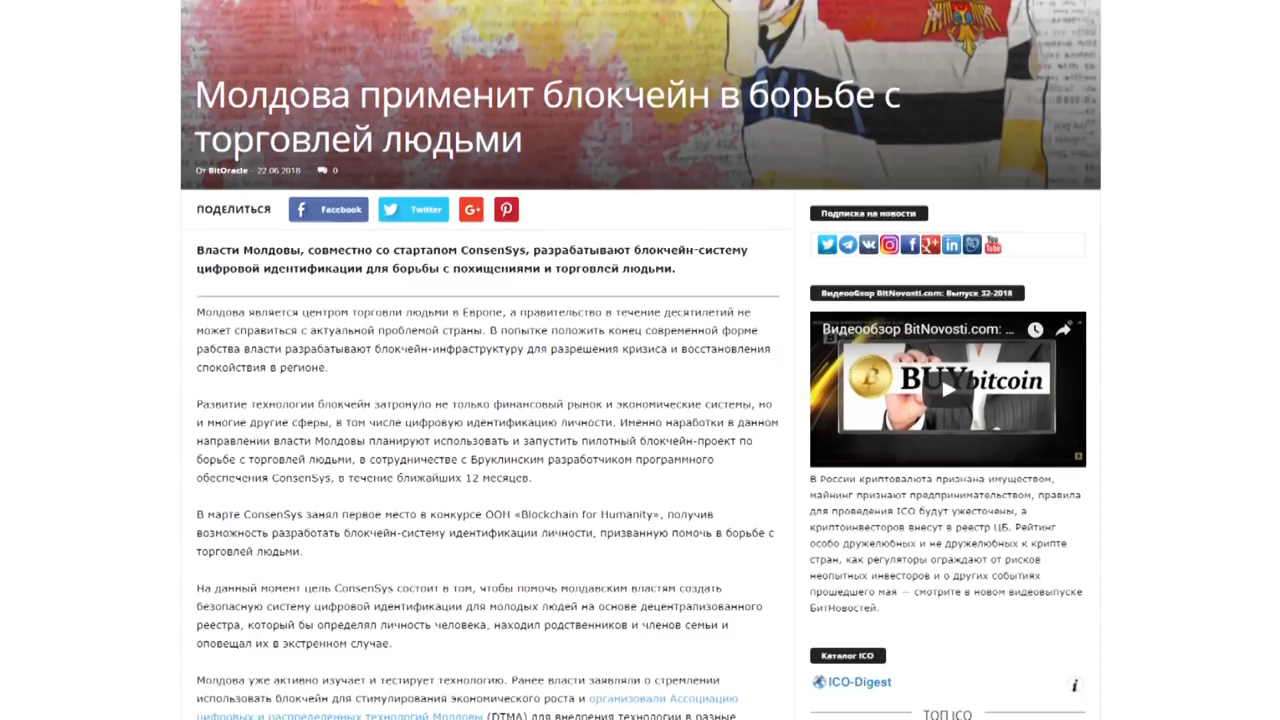 Молдова применит блокчейн в борьбе с
торговлей людьми
От BitOracle - 22.06.2018 0
ПОДЕЛИТЬСЯ Facebook Twitter
Власти Молдовы, совместно со стартапом ConsenSys, разрабатывают блокчейн-систему
цифровой идентификации для борьбы с похищениями и торговлей людьми.
Молдова является центром торговли людьми в Европе, а правительство в течение десятилетий не
может справиться с актуальной проблемой страны. В попытке положить конец современной форме
рабства власти разрабатывают блокчейн-инфраструктуру для разрешения кризиса и восстановления
спокойствия в регионе.
Развитие технологии блокчейн затронуло не только финансовый рынок и экономические системы, но
и многие другие сферы, в том числе цифровую идентификацию личности. Именно наработки в данном
направлении власти Молдовы планируют использовать и запустить пилотный блокчейн-проект по
борьбе с торговлей людьми, в сотрудничестве с Бруклинским разработчиком программного
обеспечения ConsenSys, в течение ближайших 12 месяцев.
В марте ConsenSys занял первое место в конкурсе ООН «Blockchain for Humanity», получив
возможность разработать блокчейн-систему идентификации личности, призванную помочь в борьбе с
торговлей людьми.
На данный момент цель ConsenSys состоит в том, чтобы помочь молдавским властям создать
безопасную систему цифровой идентификации для молодых людей на основе децентрализованного
реестра, который бы определял личность человека, находил родственников и членов семьи и
оповещал их в экстренном случае.
Молдова уже активно изучает и тестирует технологию. Ранее власти заявляли о стремлении
использовать блокчейн для стимулирования экономического роста и организовали Ассоциацию
цифровых и распределенных технологий Молдовы (DTMA) для внедрения технологии в разные
Подписка на новости
Видеообзор BitNovosti.com: Выпуск 32-2018
Видеообзор BitNovosti.com: ...
BUYbitcoin
В России криптовалюта признана имуществом,
майнинг признают предпринимательством, правила
для проведения ICO будут ужесточены, а
криптоинвесторов внесут в реестр ЦБ. Рейтинг
особо дружелюбных и не дружелюбных к крипте
стран, как регуляторы ограждают от рисков
неопытных инвесторов и о других событиях
прошедшего мая — смотрите в новом видеовыпуске
БитНовостей.
Каталог ICO
ICO-Digest
ТОП ICO